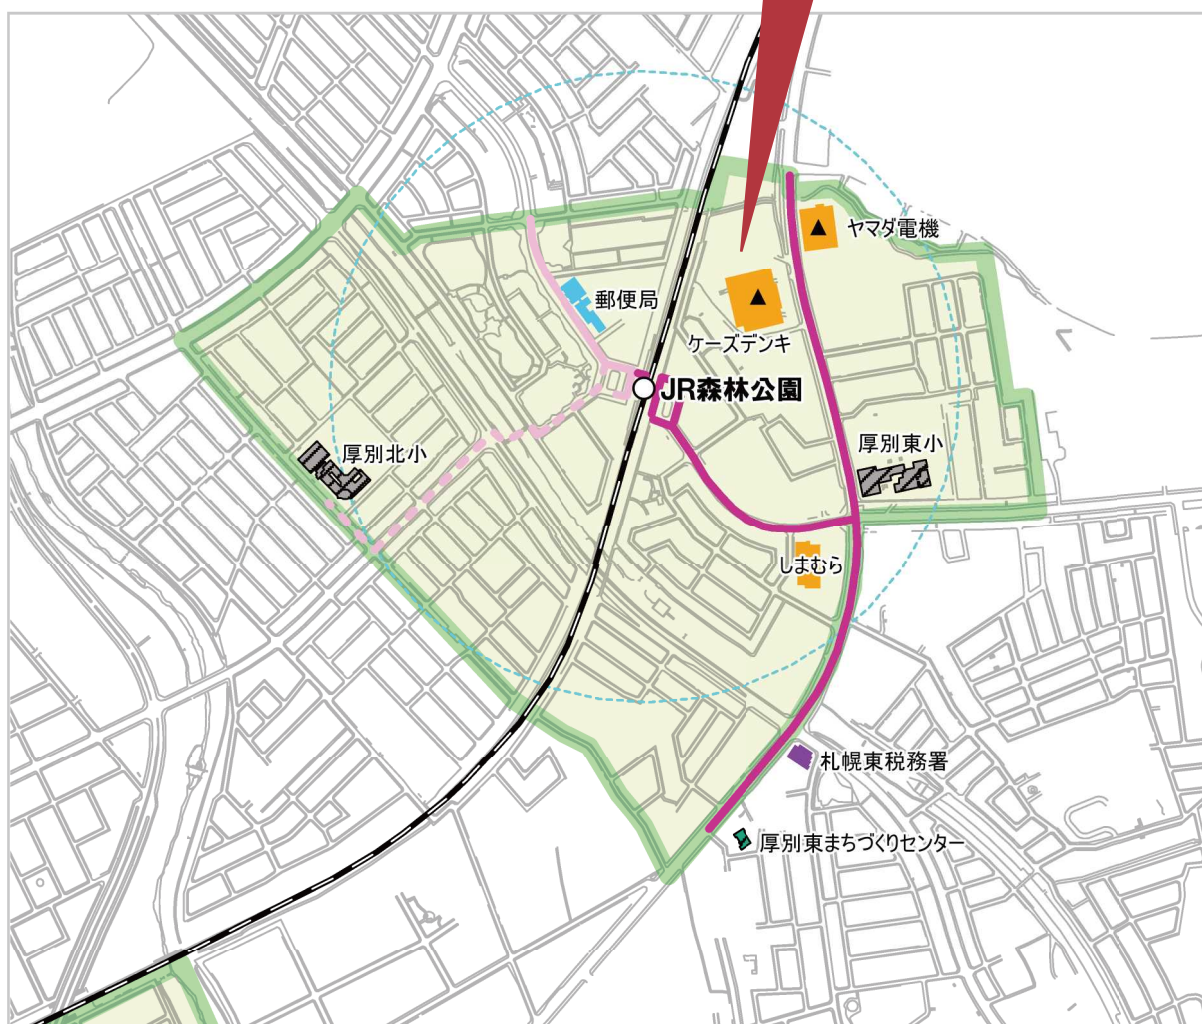 ヤマダ電機
郵便局
ケーズデンキ
JR森林公園
厚別東小
厚別北小
しまむら
札幌東税務署
厚別東まちづくりセンター